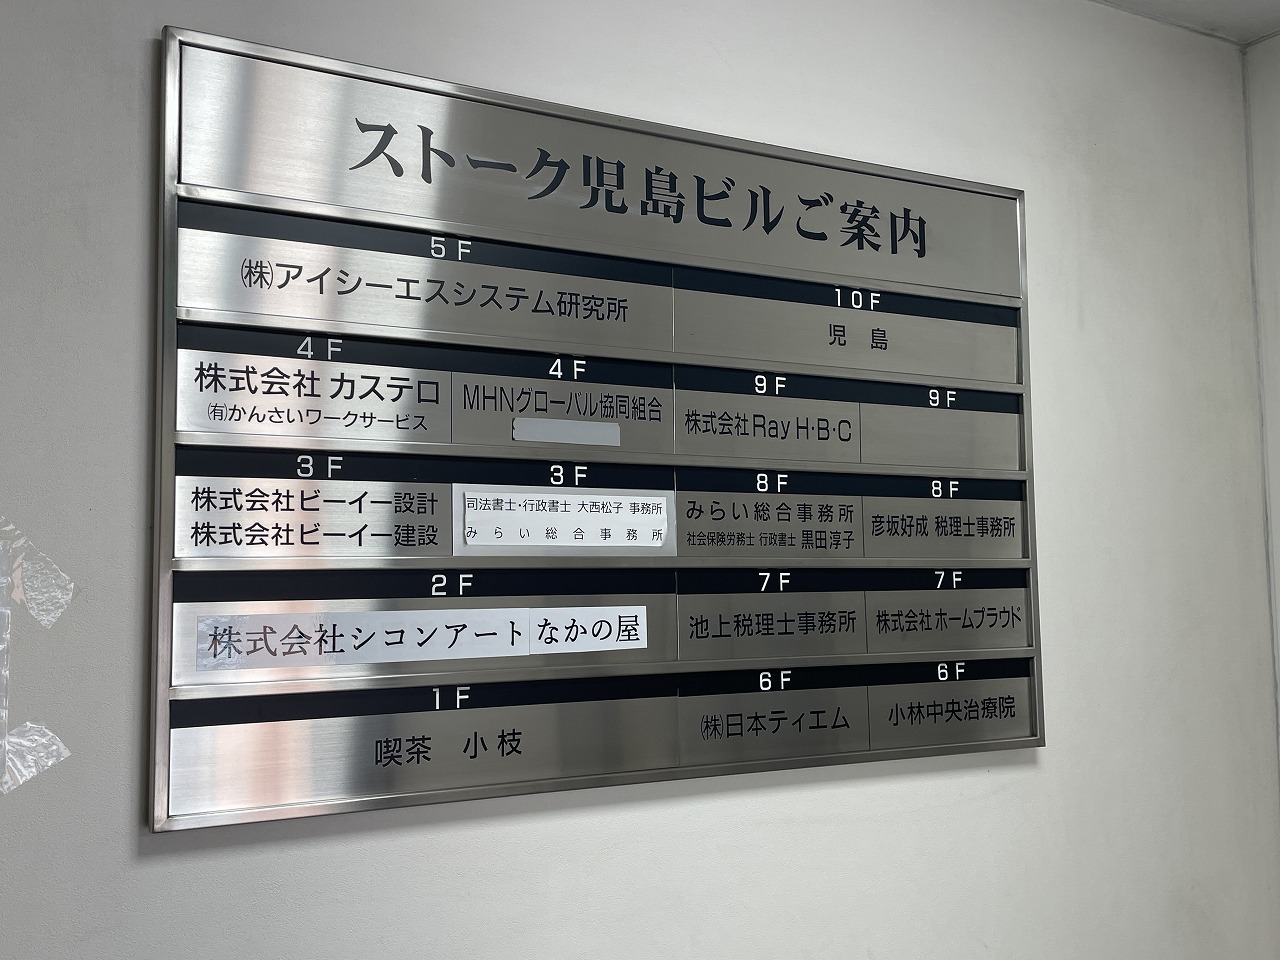 ストーク児島ビルご案内
5F
㈱アイシーエスシステム研究所
10F
児 島
4F
株式会社 カステロ
㈲かんさいワークサービス
4F
MHNグローバル協同組合
9F
株式会社 Ray H・B・C
9F
3F
株式会社ビーイー設計
株式会社ビーイー建設
3F
司法書士・行政書士 大西松子 事務所
みらい総合事務所
8F
みらい総合事務所
社会保険労務士 行政書士 黒田淳子
8F
彦坂好成 税理士事務所
2F
株式会社シコンアート なかの屋
7F
池上税理士事務所
7F
株式会社 ホームプラウド
1F
喫茶 小枝
6F
㈱日本ティエム
6F
小林中央治療院